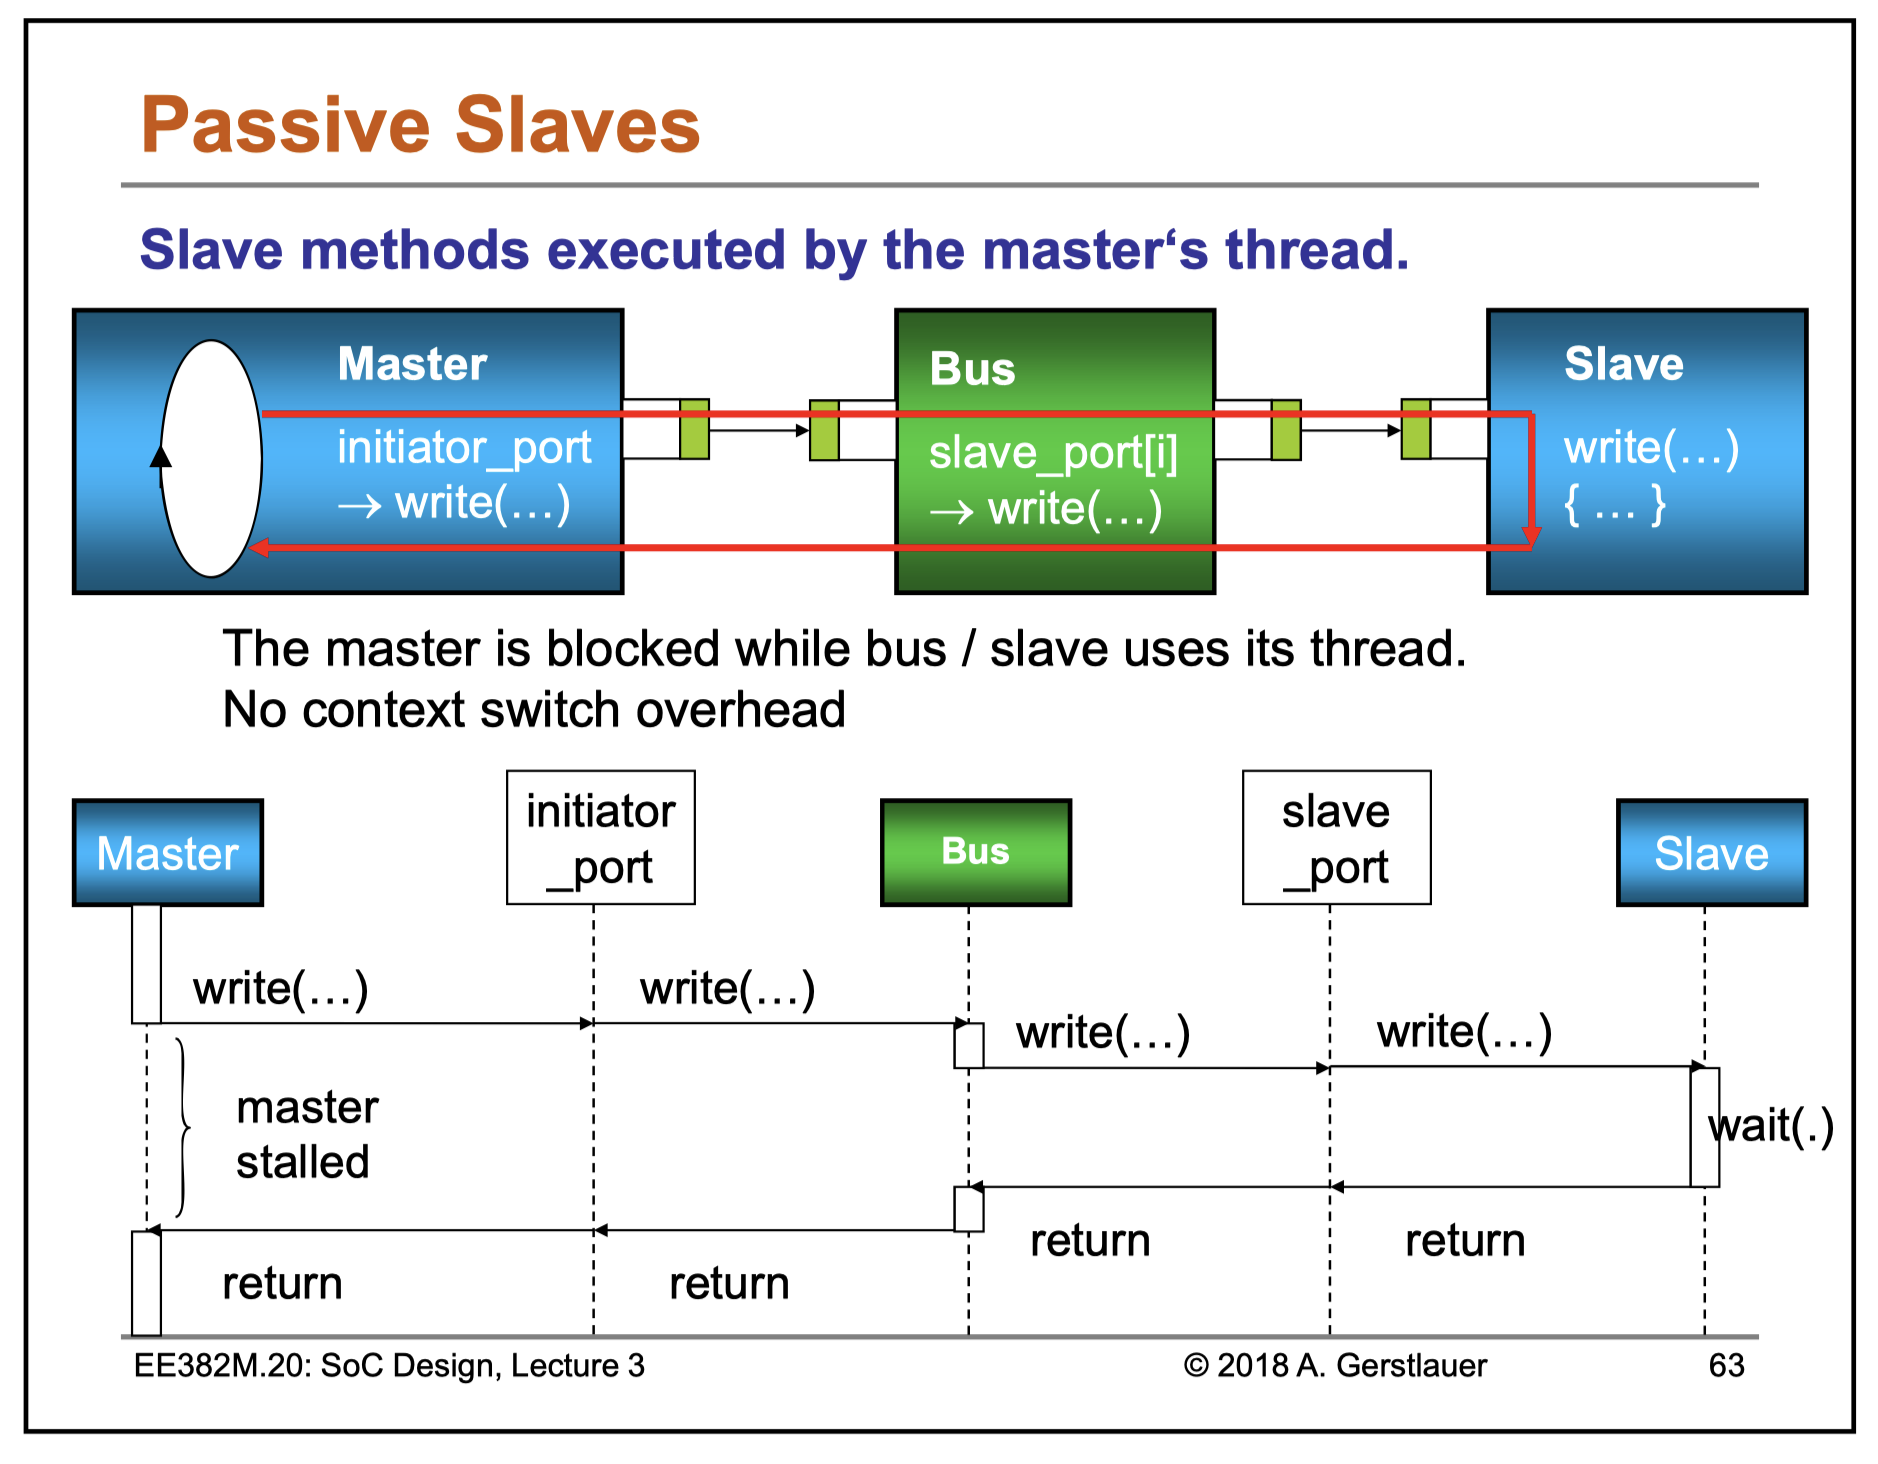 Passive Slaves
Slave methods executed by the master‘s thread.
Master
initiator_port
→ write(…)
Bus
slave_port[i]
→ write(…)
Slave
write(…)
{ … }
The master is blocked while bus / slave uses its thread.
No context switch overhead
Master
initiator
_port
Bus
slave
_port
Slave
write(…)
write(…)
write(…)
write(…)
master
stalled
wait(.)
return
return
return
return
EE382M.20: SoC Design, Lecture 3
© 2018 A. Gerstlauer
63